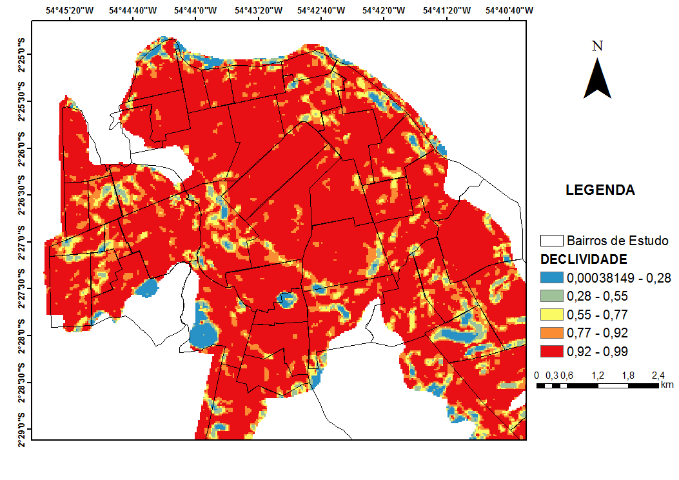 54°45'20"W 54°44'40"W 54°44'0"W 54°43'20"W 54°42'40"W 54°42'0"W 54°41'20"W 54°40'40"W
2°25'0"S
2°25'30"S
2°26'0"S
2°26'30"S
2°27'0"S
2°27'30"S
2°28'0"S
2°28'30"S
2°29'0"S
N
LEGENDA
Bairros de Estudo
DECLIVIDADE
0,00038149 - 0,28
0,28 - 0,55
0,55 - 0,77
0,77 - 0,92
0,92 - 0,99
0 0,3 0,6 1,2 1,8 2,4
km